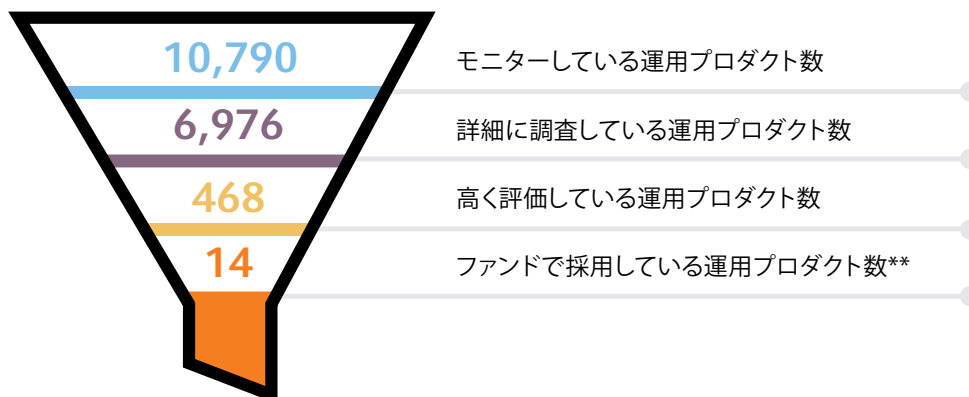 10,790 モニターしている運用プロダクト数
6,976 詳細に調査している運用プロダクト数
468 高く評価している運用プロダクト数
14 ファンドで採用している運用プロダクト数**